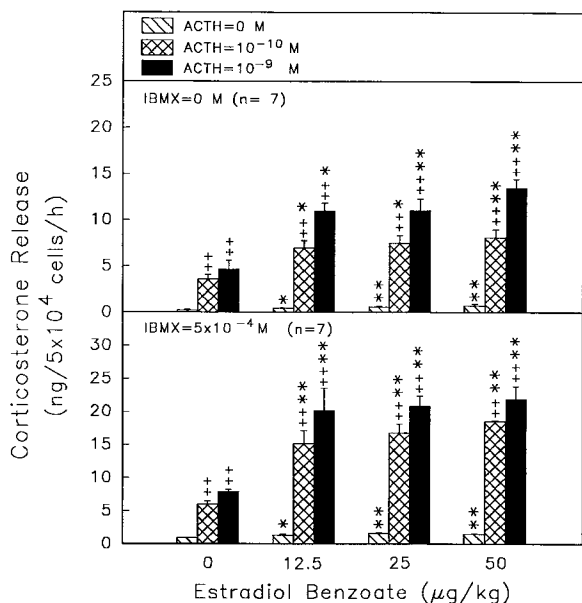 ACTH=0 M
ACTH=10⁻¹⁰ M
ACTH=10⁻⁹ M
IBMX=0 M (n= 7)
25
20
15
10
5
0
** ** **
* ** ** ++ ** ++ ** ++
++ ++ * ++ ++ ** ++ ** ++
IBMX=5x10⁻⁴ M (n=7)
30
25
20
15
10
5
0
Corticosterone Release
(ng/5x10⁴ cells/h)
0 12.5 25 50
Estradiol Benzoate (μg/kg)